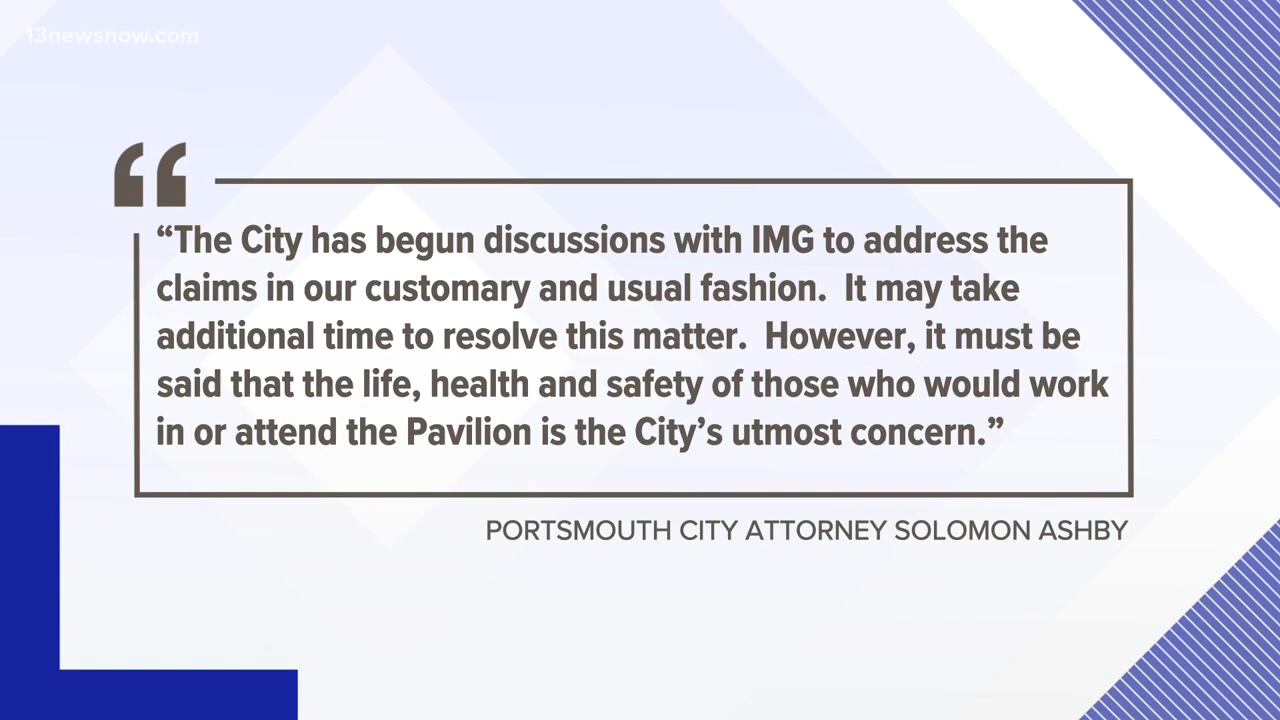 13newsnow.com
“
“The City has begun discussions with IMG to address the
claims in our customary and usual fashion.  It may take
additional time to resolve this matter.  However, it must be
said that the life, health and safety of those who would work
in or attend the Pavilion is the City’s utmost concern.”
PORTSMOUTH CITY ATTORNEY SOLOMON ASHBY